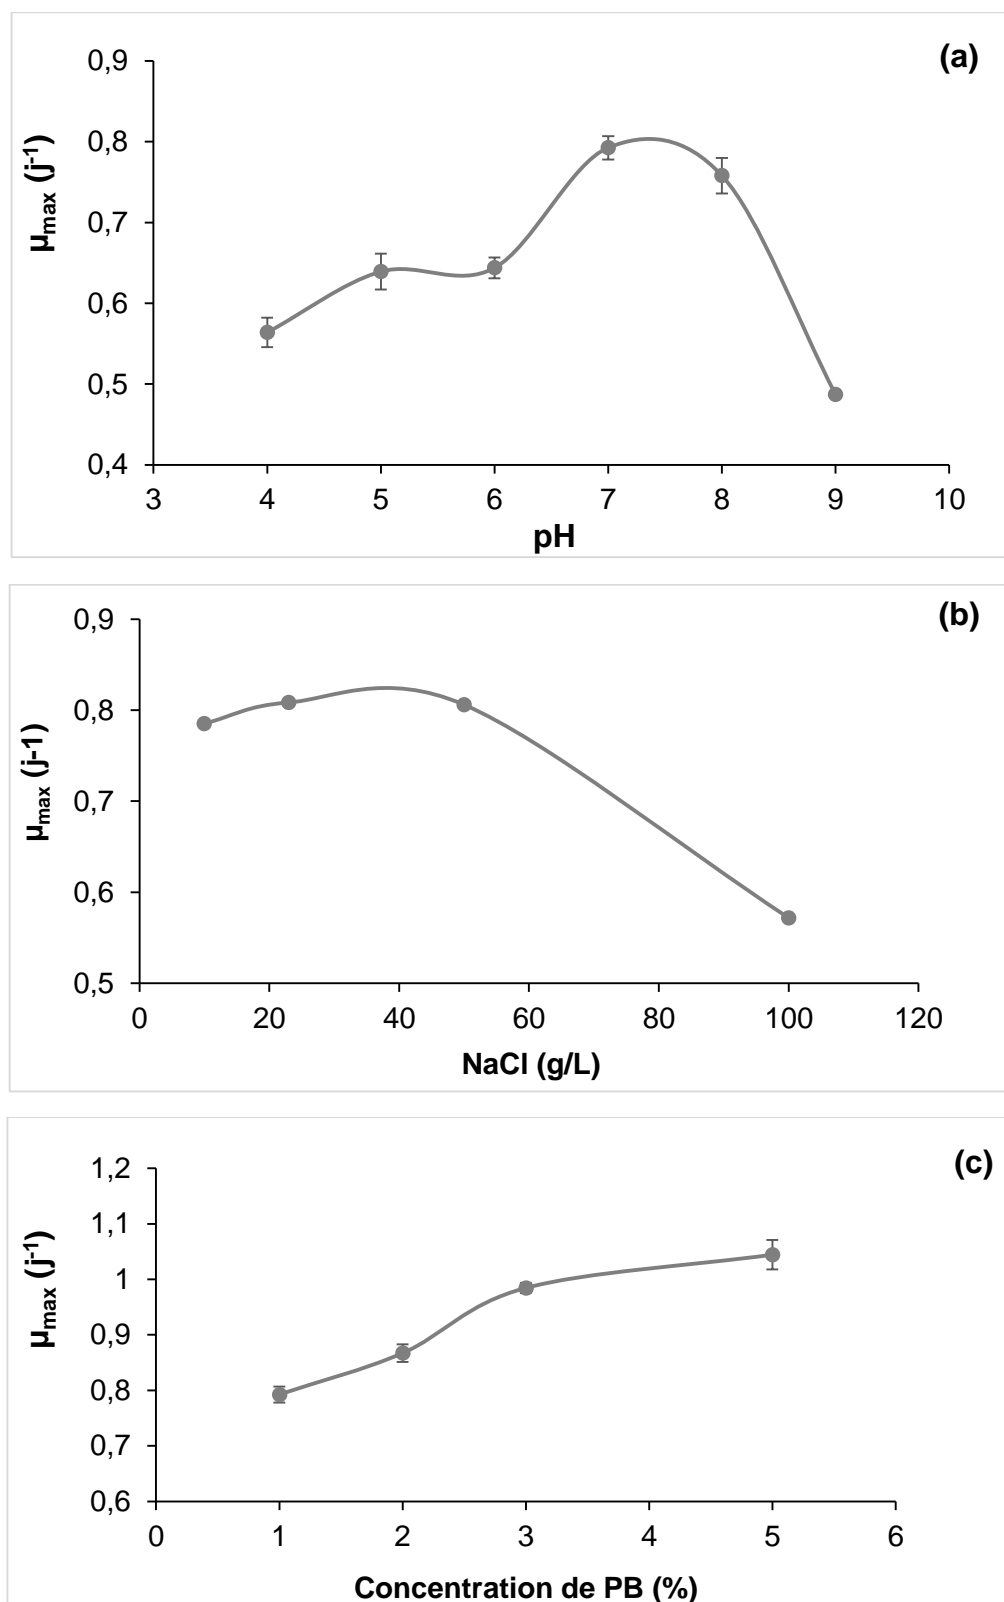 (a)
0,9
0,8
0,7
0,6
0,5
0,4
µmax (j-1)
3 4 5 6 7 8 9 10
pH
(b)
0,9
0,8
0,7
0,6
0,5
µmax (j-1)
0 20 40 60 80 100 120
NaCl (g/L)
(c)
1,2
1,1
1
0,9
0,8
0,7
0,6
µmax (j-1)
0 1 2 3 4 5 6
Concentration de PB (%)